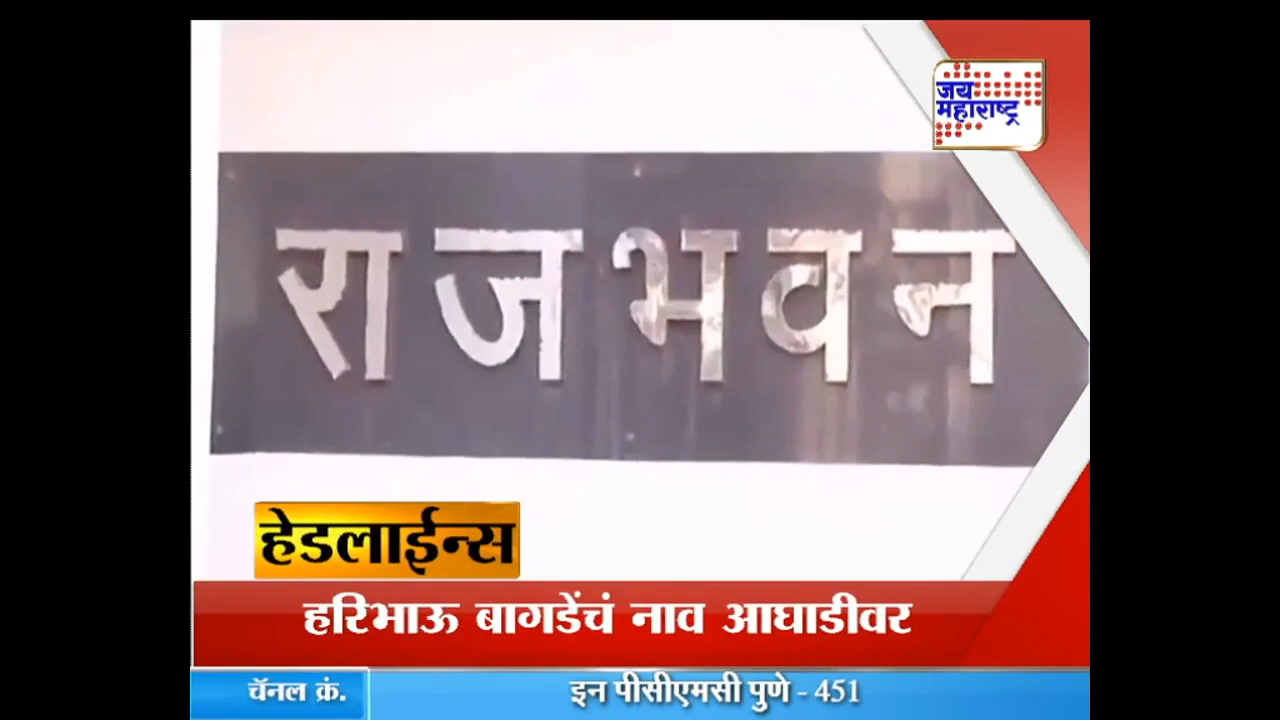 जय
महाराष्ट्र
राजभवन
हेडलाईन्स
हरिभाऊ बागडेंचं नाव आघाडीवर
चॅनल क्रं. इन पीसीएमसी पुणे - 451